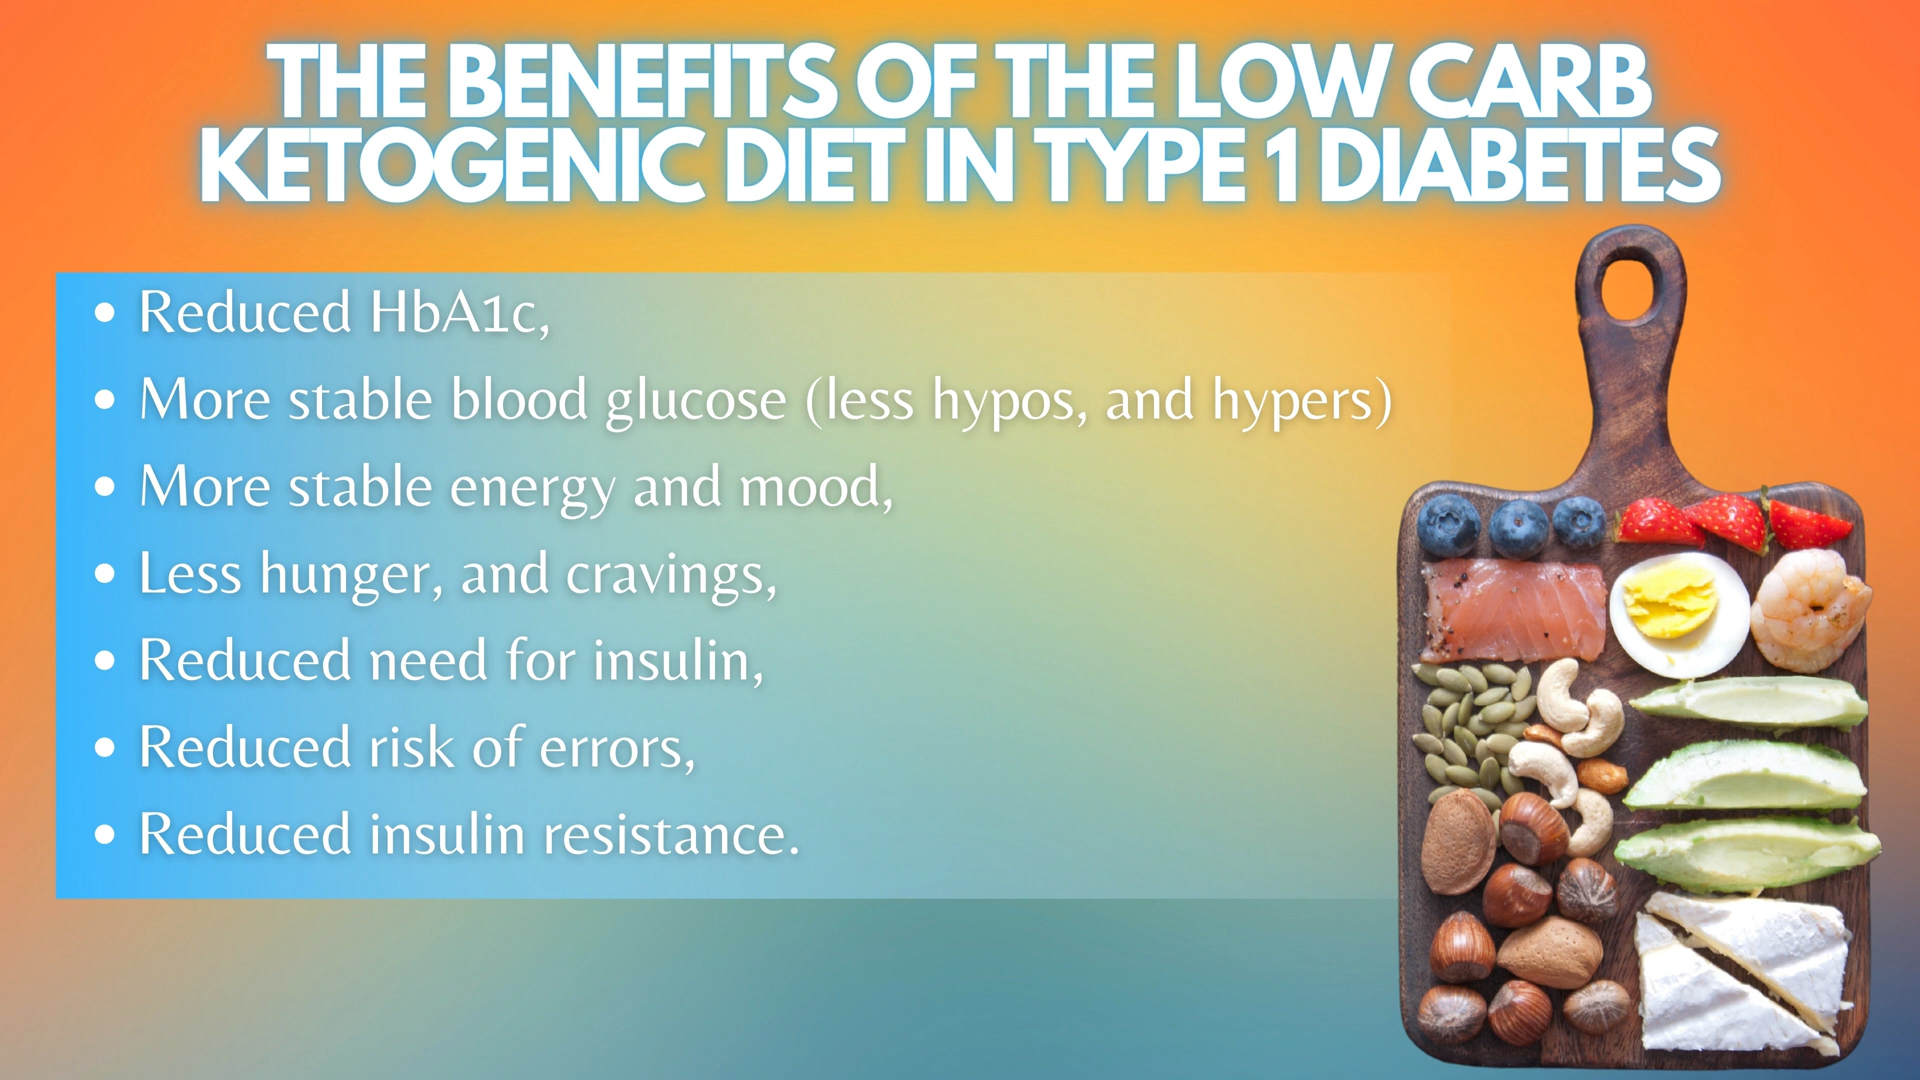 THE BENEFITS OF THE LOW CARB
KETOGENIC DIET IN TYPE 1 DIABETES
• Reduced HbA1c,
• More stable blood glucose (less hypos, and hypers)
• More stable energy and mood,
• Less hunger, and cravings,
• Reduced need for insulin,
• Reduced risk of errors,
• Reduced insulin resistance.